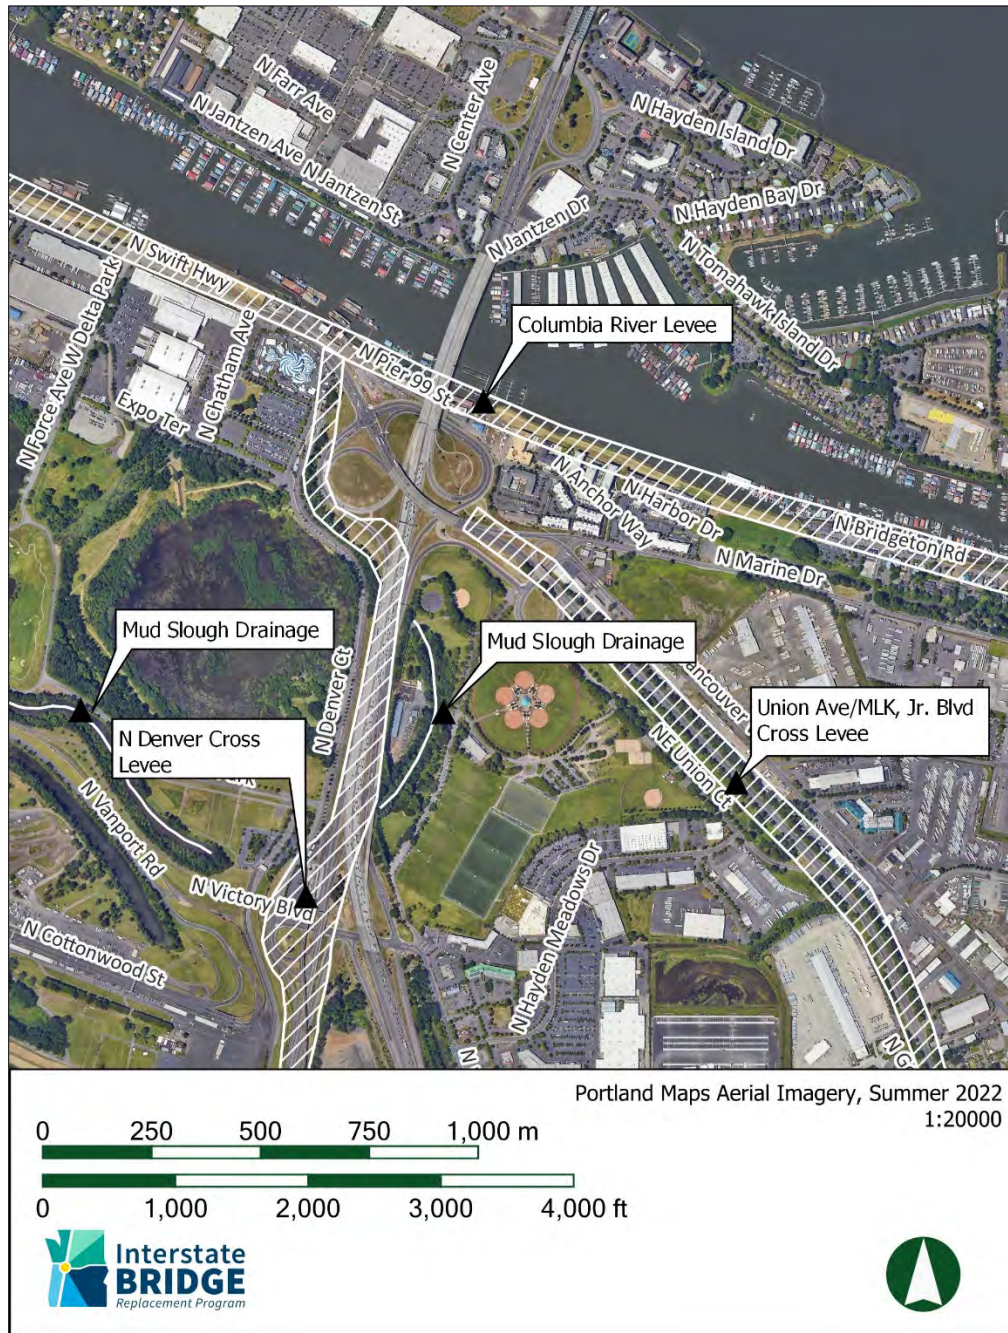 N Farr Ave
N Center Ave
N Hayden Island Dr
N Jantzen Ave
N Jantzen St
N Hayden Bay Dr
N Jantzen Dr
N Tomahawk Island Dr
N Swift Hwy
N Force Ave W Delta Park
Columbia River Levee
N Chatham Ave
N Pier 99 St
Expo Ter
N Anchor Way
N Harbor Dr
N Bridgeton Rd
N Marine Dr
Mud Slough Drainage
Mud Slough Drainage
N Denver Ct
Union Ave/MLK, Jr. Blvd
Cross Levee
N Denver Cross
Levee
NE Union Ct
N Vanport Rd
N Victory Blvd
N Cottonwood St
N Hayden Meadows Dr
N
N G
Portland Maps Aerial Imagery, Summer 2022
1:20000
0 250 500 750 1,000 m
0 1,000 2,000 3,000 4,000 ft
Interstate
BRIDGE
Replacement Program